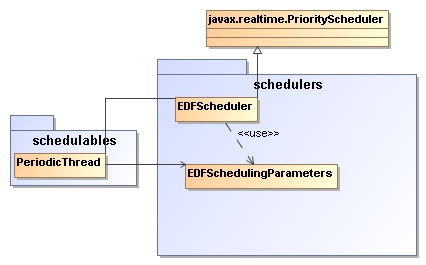 javax.realtime.PriorityScheduler
schedulers
EDFScheduler
<<use>>
schedulables
PeriodicThread
EDFSchedulingParameters